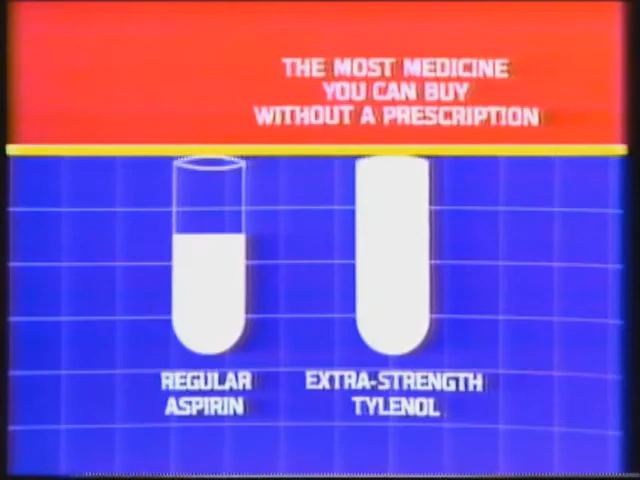 THE MOST MEDICINE
YOU CAN BUY
WITHOUT A PRESCRIPTION
REGULAR
ASPIRIN
EXTRA-STRENGTH
TYLENOL